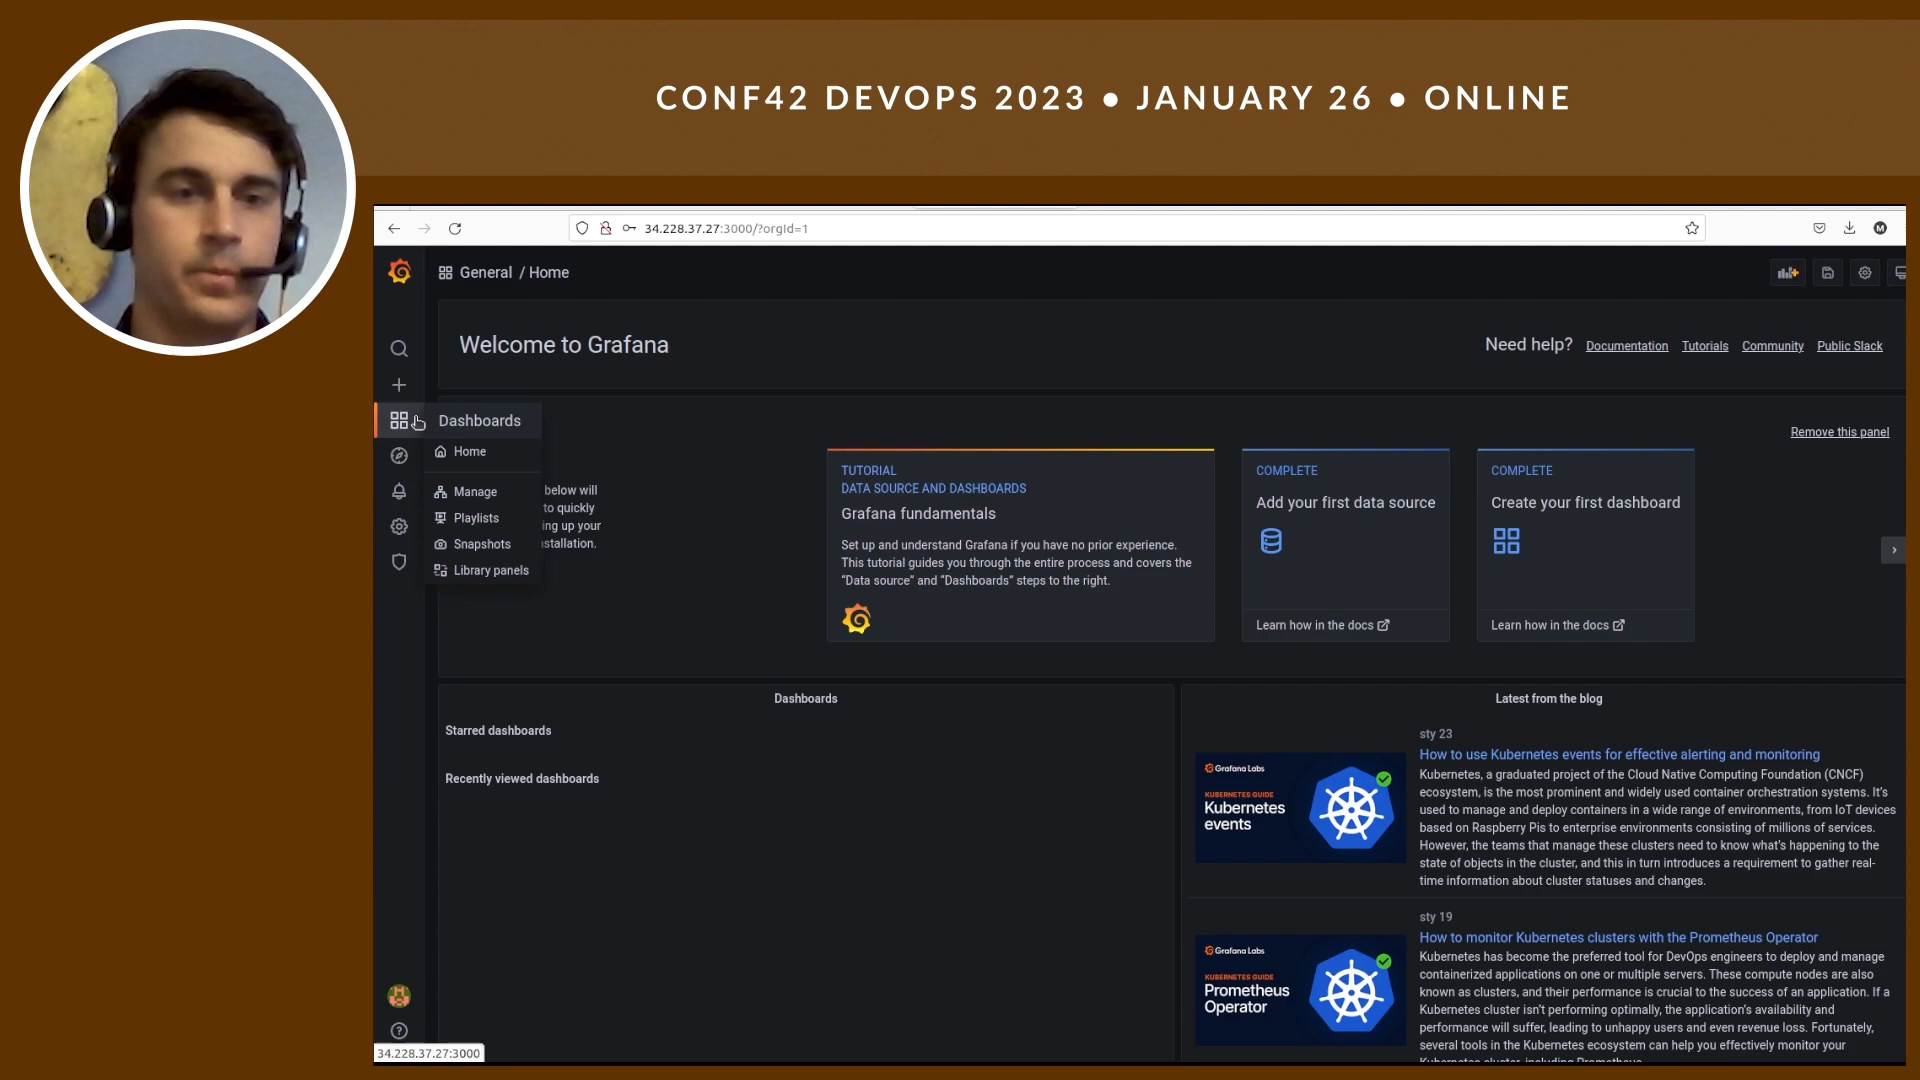 CONF42 DEVOPS 2023 ● JANUARY 26 ● ONLINE
34.228.37.27:3000/?orgId=1
M
General / Home
Welcome to Grafana
Need help? Documentation Tutorials Community Public Slack
Dashboards
Home
Manage
Playlists
Snapshots
Library panels
below will
to quickly
ing up your
stallation.
Remove this panel
TUTORIAL
DATA SOURCE AND DASHBOARDS
Grafana fundamentals
Set up and understand Grafana if you have no prior experience.
This tutorial guides you through the entire process and covers the
“Data source” and “Dashboards” steps to the right.
COMPLETE
Add your first data source
Learn how in the docs
COMPLETE
Create your first dashboard
Learn how in the docs
Dashboards
Starred dashboards
Recently viewed dashboards
Latest from the blog
sty 23
How to use Kubernetes events for effective alerting and monitoring
Kubernetes, a graduated project of the Cloud Native Computing Foundation (CNCF)
ecosystem, is the most prominent and widely used container orchestration systems. It’s
used to manage and deploy containers in a wide range of environments, from IoT devices
based on Raspberry Pis to enterprise environments consisting of millions of services.
However, the teams that manage these clusters need to know what’s happening to the
state of objects in the cluster, and this in turn introduces a requirement to gather real-
time information about cluster statuses and changes.
Grafana Labs
KUBERNETES GUIDE
Kubernetes
events
sty 19
How to monitor Kubernetes clusters with the Prometheus Operator
Kubernetes has become the preferred tool for DevOps engineers to deploy and manage
containerized applications on one or multiple servers. These compute nodes are also
known as clusters, and their performance is crucial to the success of an application. If a
Kubernetes cluster isn’t performing optimally, the application’s availability and
performance will suffer, leading to unhappy users and even revenue loss. Fortunately,
several tools in the Kubernetes ecosystem can help you effectively monitor your
Kubernetes cluster, including Prometheus.
Grafana Labs
KUBERNETES GUIDE
Prometheus
Operator
34.228.37.27:3000